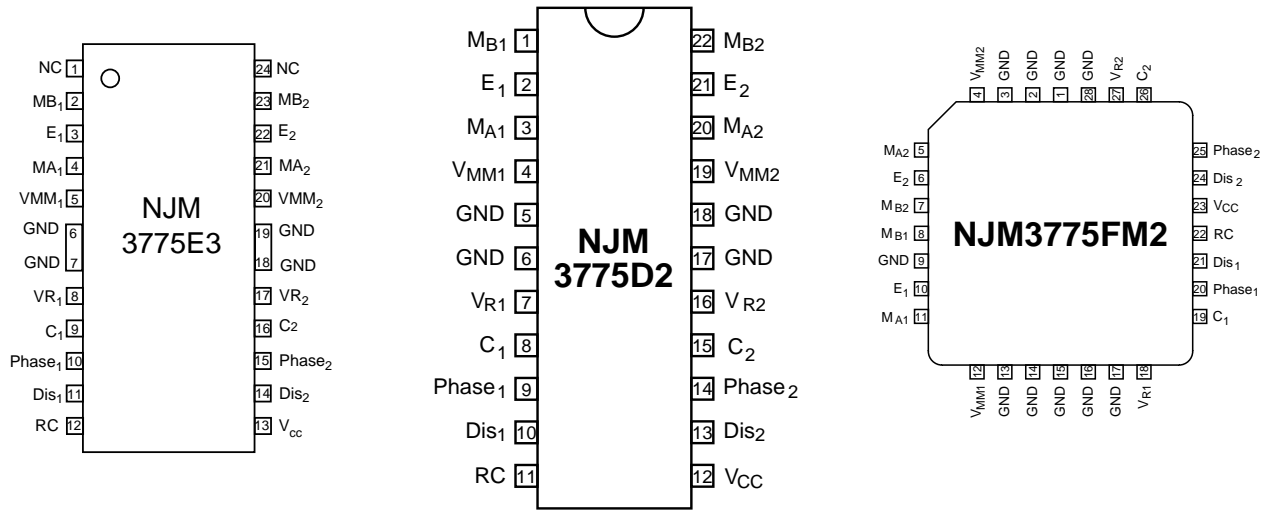 NC 1
MB1 2
E1 3
MA1 4
VMM1 5
GND 6
GND 7
VR1 8
C1 9
Phase1 10
Dis1 11
RC 12
NJM
3775E3
24 NC
23 MB2
22 E2
21 MA2
20 VMM2
19 GND
18 GND
17 VR2
16 C2
15 Phase2
14 Dis2
13 Vcc
MB1 1
E1 2
MA1 3
VMM1 4
GND 5
GND 6
VR1 7
C1 8
Phase1 9
Dis1 10
RC 11
NJM
3775D2
22 MB2
21 E2
20 MA2
19 VMM2
18 GND
17 GND
16 VR2
15 C2
14 Phase2
13 Dis2
12 VCC
4 VMM2
3 GND
2 GND
1 GND
28 GND
27 VR2
26 C2
MA2 5
E2 6
MB2 7
MB1 8
GND 9
E1 10
MA1 11
NJM3775FM2
25 Phase2
24 Dis2
23 VCC
22 RC
21 Dis1
20 Phase1
19 C1
VMM1 12
GND 13
GND 14
GND 15
GND 16
GND 17
VR1 18